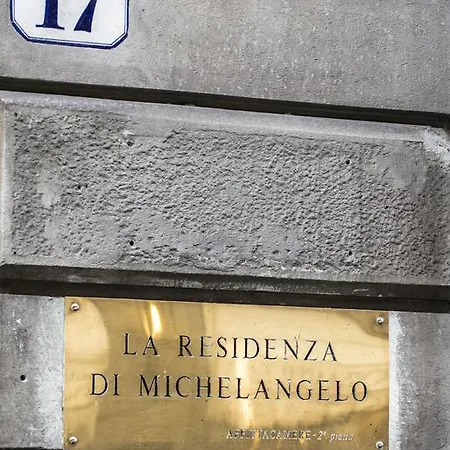 17
LA RESIDENZA
DI MICHELANGELO
AFFITTACAMERE - 2° piano